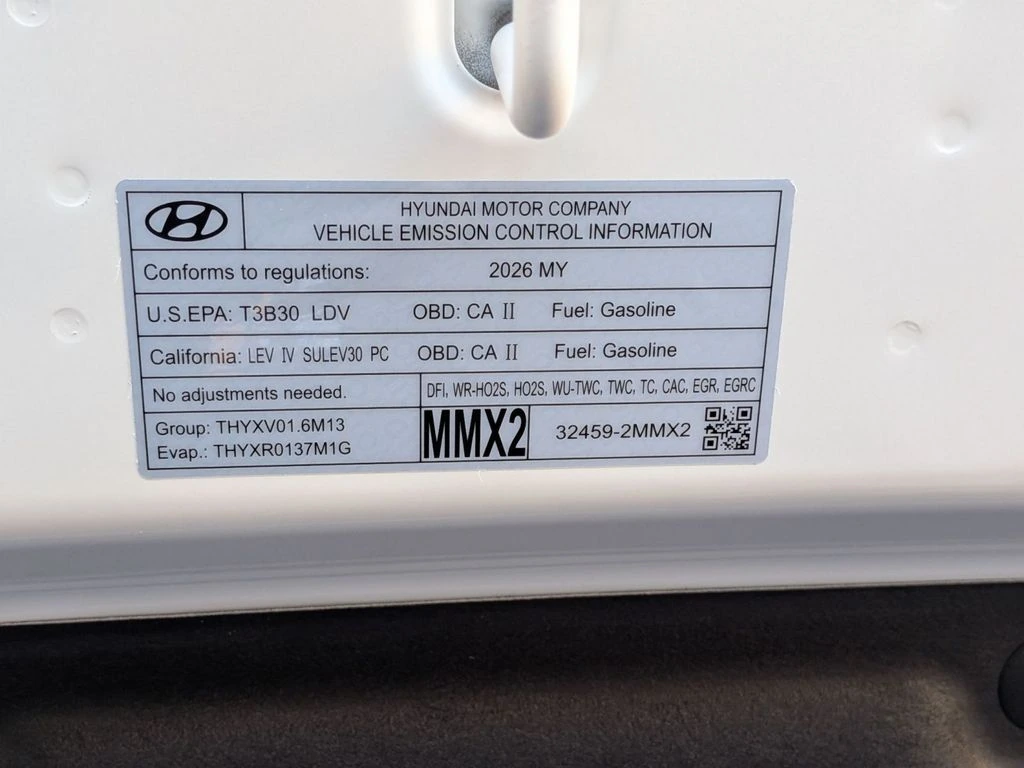 HYUNDAI MOTOR COMPANY
VEHICLE EMISSION CONTROL INFORMATION
Conforms to regulations: 2026 MY
U.S.EPA: T3B30 LDV OBD: CA II Fuel: Gasoline
California: LEV IV SULEV30 PC OBD: CA II Fuel: Gasoline
No adjustments needed. DFI, WR-HO2S, HO2S, WU-TWC, TWC, TC, CAC, EGR, EGRC
Group: THYXV01.6M13
Evap.: THYXR0137M1G
MMX2 32459-2MMX2